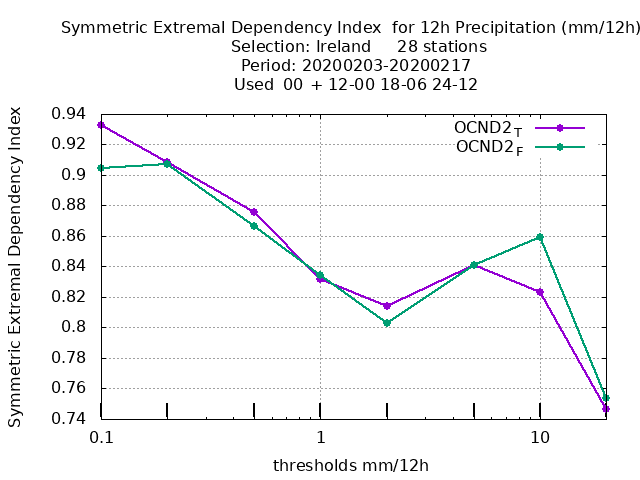 Symmetric Extremal Dependency Index  for 12h Precipitation (mm/12h)
Selection: Ireland     28 stations
Period: 20200203-20200217
Used  00  + 12-00 18-06 24-12
Symmetric Extremal Dependency Index
0.94
0.92
0.9
0.88
0.86
0.84
0.82
0.8
0.78
0.76
0.74
OCND2T
OCND2F
0.1 1 10
thresholds mm/12h